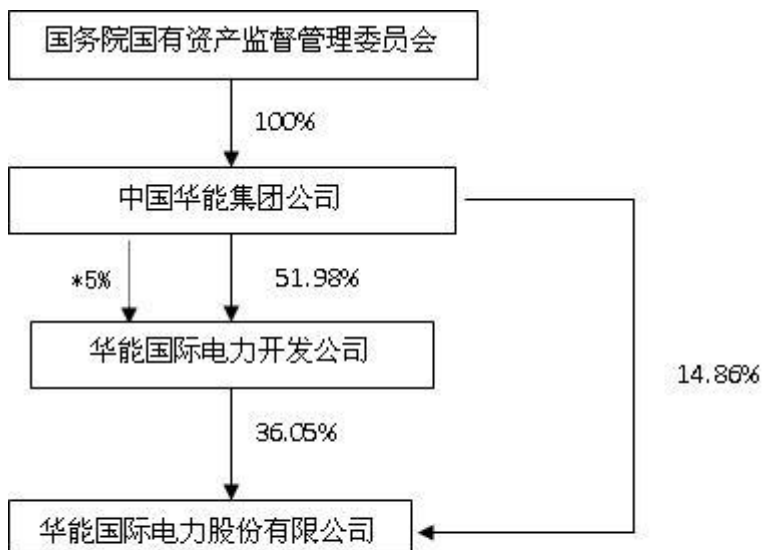 国务院国有资产监督管理委员会
100%
中国华能集团公司
*5%
51.98%
华能国际电力开发公司
14.86%
36.05%
华能国际电力股份有限公司